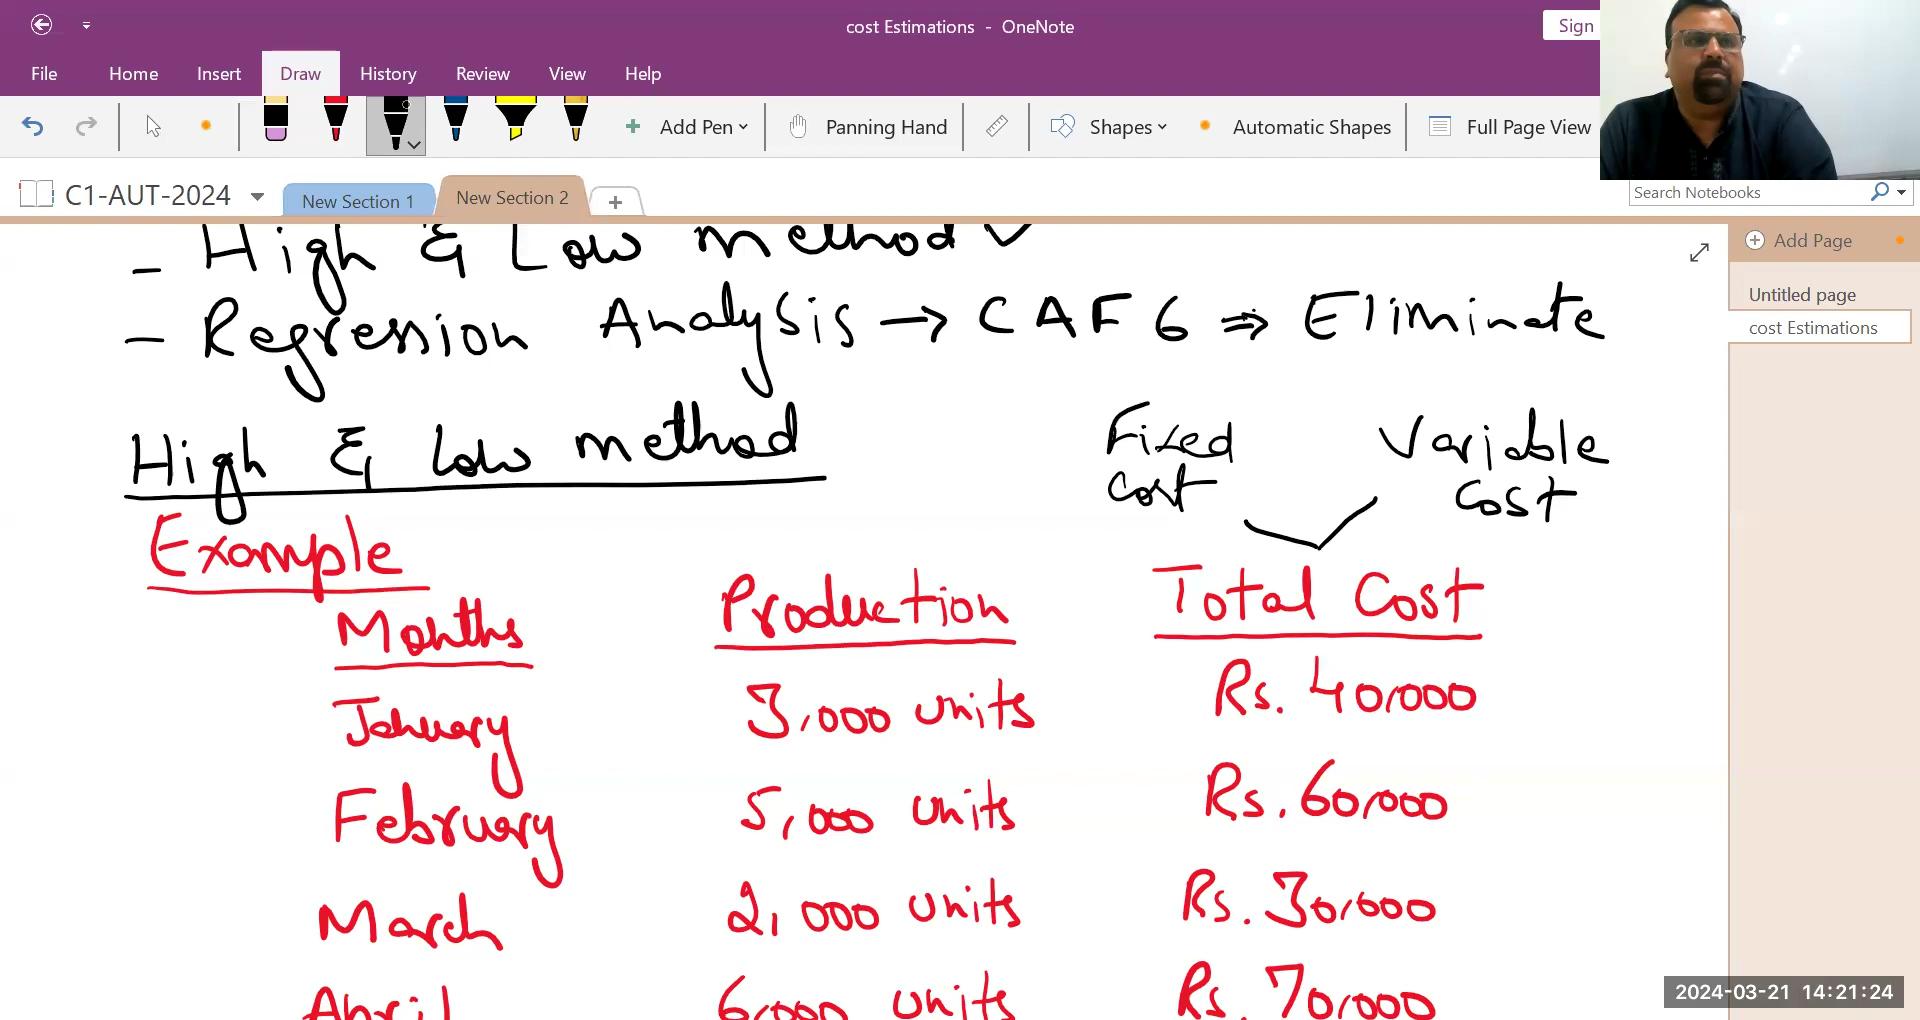 cost Estimations - OneNote
Sign
File Home Insert Draw History Review View Help
Add Pen Panning Hand Shapes Automatic Shapes Full Page View
C1-AUT-2024 New Section 1 New Section 2 +
Search Notebooks
Add Page
Untitled page
cost Estimations
- High & Low method ✓
- Regression Analysis → CAF 6 ⇒ Eliminate
High & Low method
Fixed Cost
Variable Cost
Example
Months Production Total Cost
January 3,000 units Rs. 40,000
February 5,000 units Rs. 60,000
March 2,000 units Rs. 30,000
April 6,000 units Rs. 70,000
2024-03-21 14:21:24